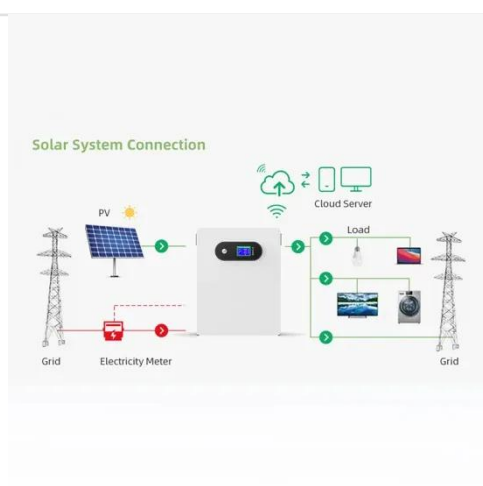 Solar System Connection
Cloud Server
PV
Load
Grid
Electricity Meter
Grid